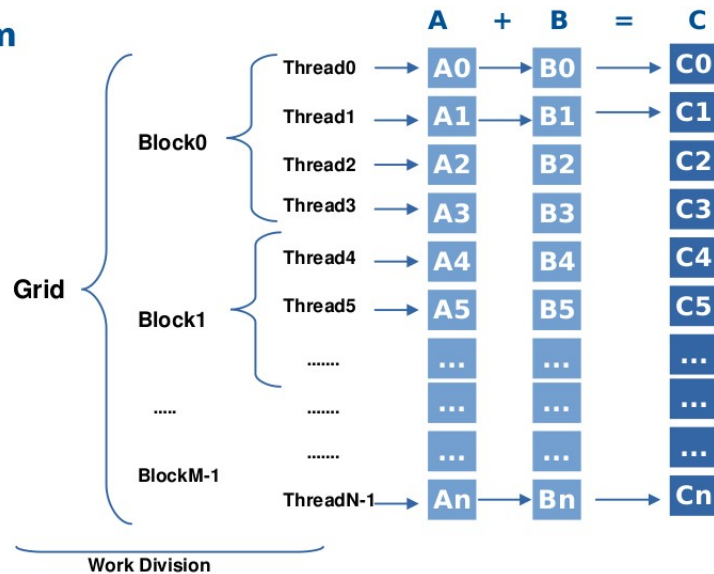 m
A + B = C
Thread0 A0 B0 C0
Thread1 A1 B1 C1
Block0
Thread2 A2 B2 C2
Thread3 A3 B3 C3
Thread4 A4 B4 C4
Grid
Block1
Thread5 A5 B5 C5
....... ... ... ...
..... ....... ... ... ...
....... ... ... ...
BlockM-1
ThreadN-1 An Bn Cn
Work Division